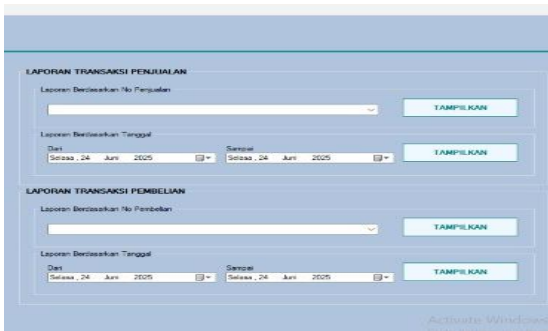 LAPORAN TRANSAKSI PENJUALAN
Laporan Berdasarkan No Penjualan
TAMPILKAN
Laporan Berdasarkan Tanggal
Dari Sampai
Selasa , 24 Juni 2025 Selasa , 24 Juni 2025 TAMPILKAN
LAPORAN TRANSAKSI PEMBELIAN
Laporan Berdasarkan No Pembelian
TAMPILKAN
Laporan Berdasarkan Tanggal
Dari Sampai
Selasa , 24 Juni 2025 Selasa , 24 Juni 2025 TAMPILKAN
Activate Windows